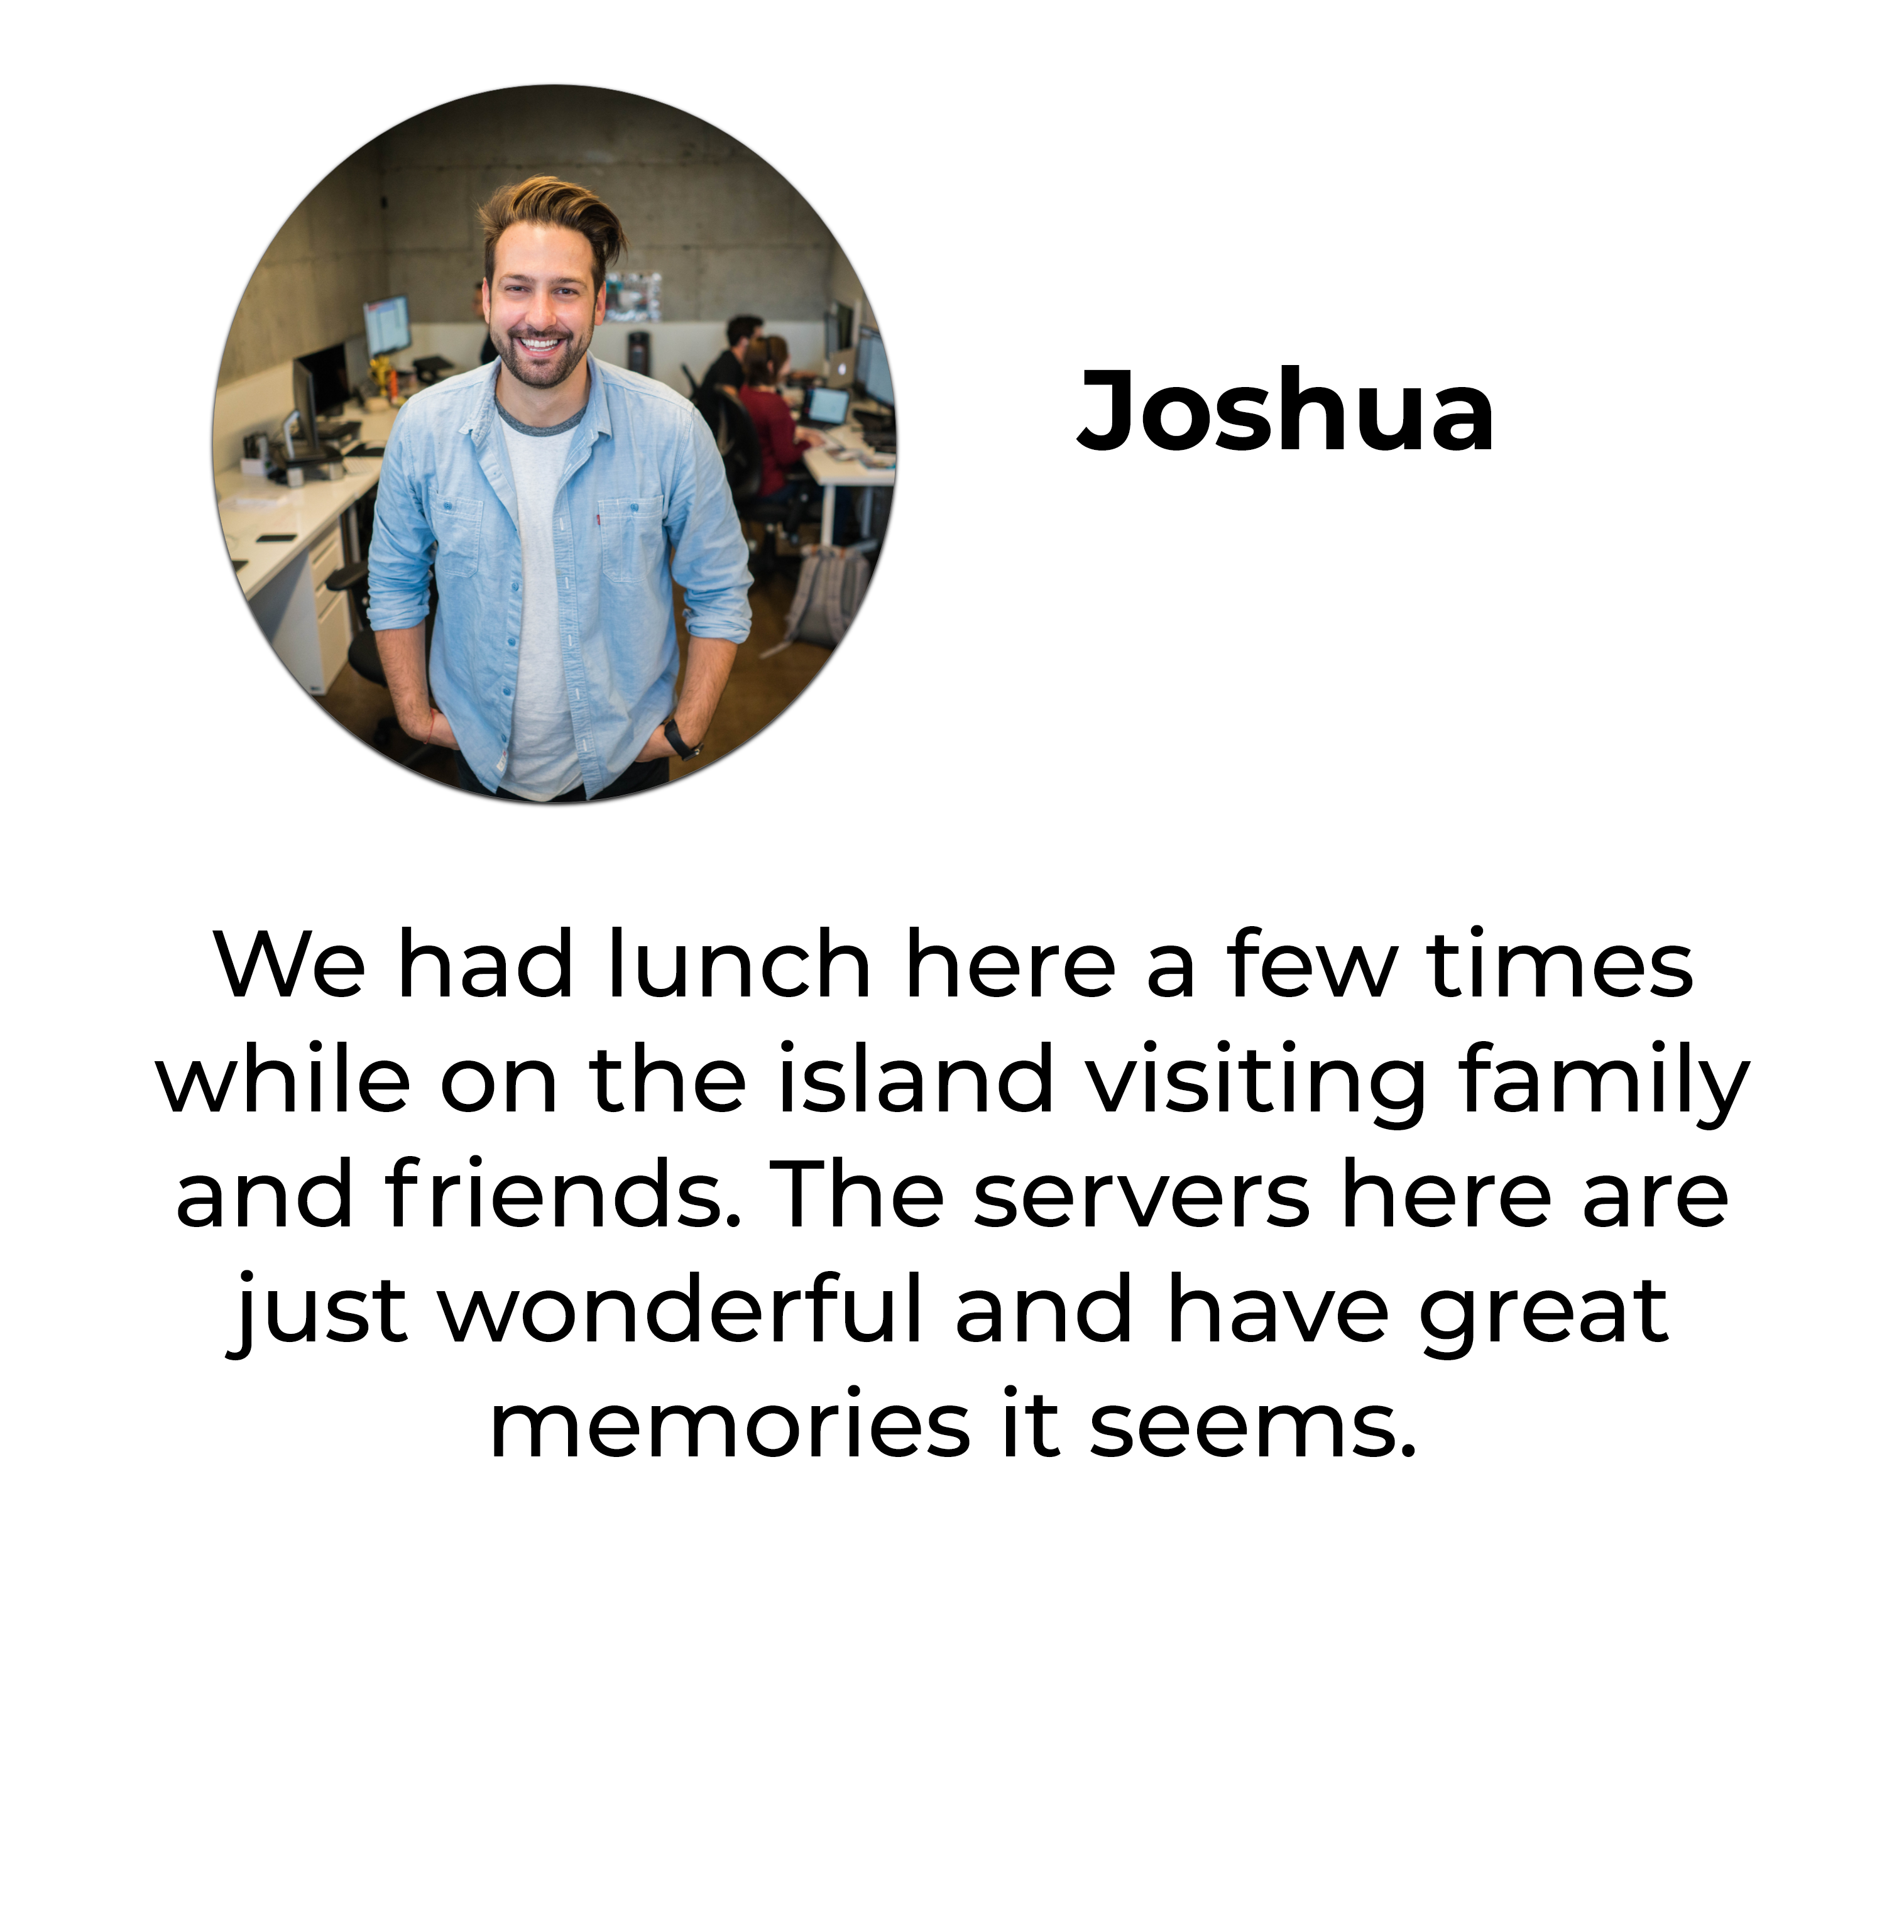 Joshua
We had lunch here a few times
while on the island visiting family
and friends. The servers here are
just wonderful and have great
memories it seems.